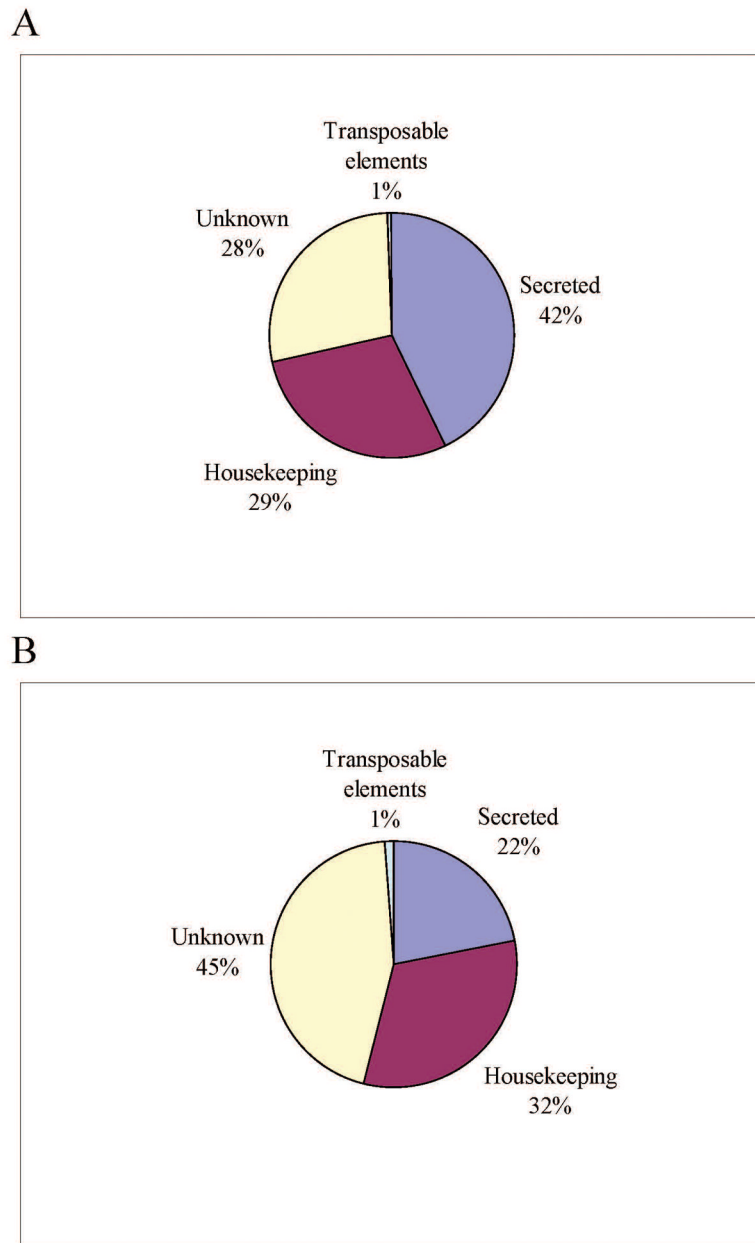 A
Transposable
elements
1%
Unknown
28%
Secreted
42%
Housekeeping
29%
B
Transposable
elements
1%
Secreted
22%
Unknown
45%
Housekeeping
32%